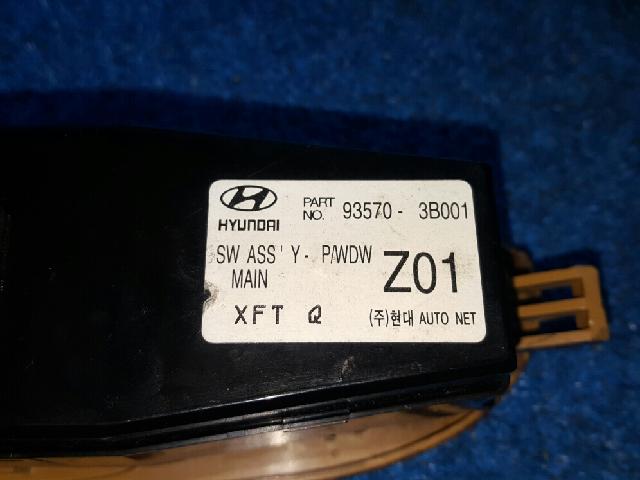 HYUNDAI
PART NO. 93570 - 3B001
SW ASS'Y - P/WDW
MAIN
Z01
XFT Q
(주)현대 AUTO NET